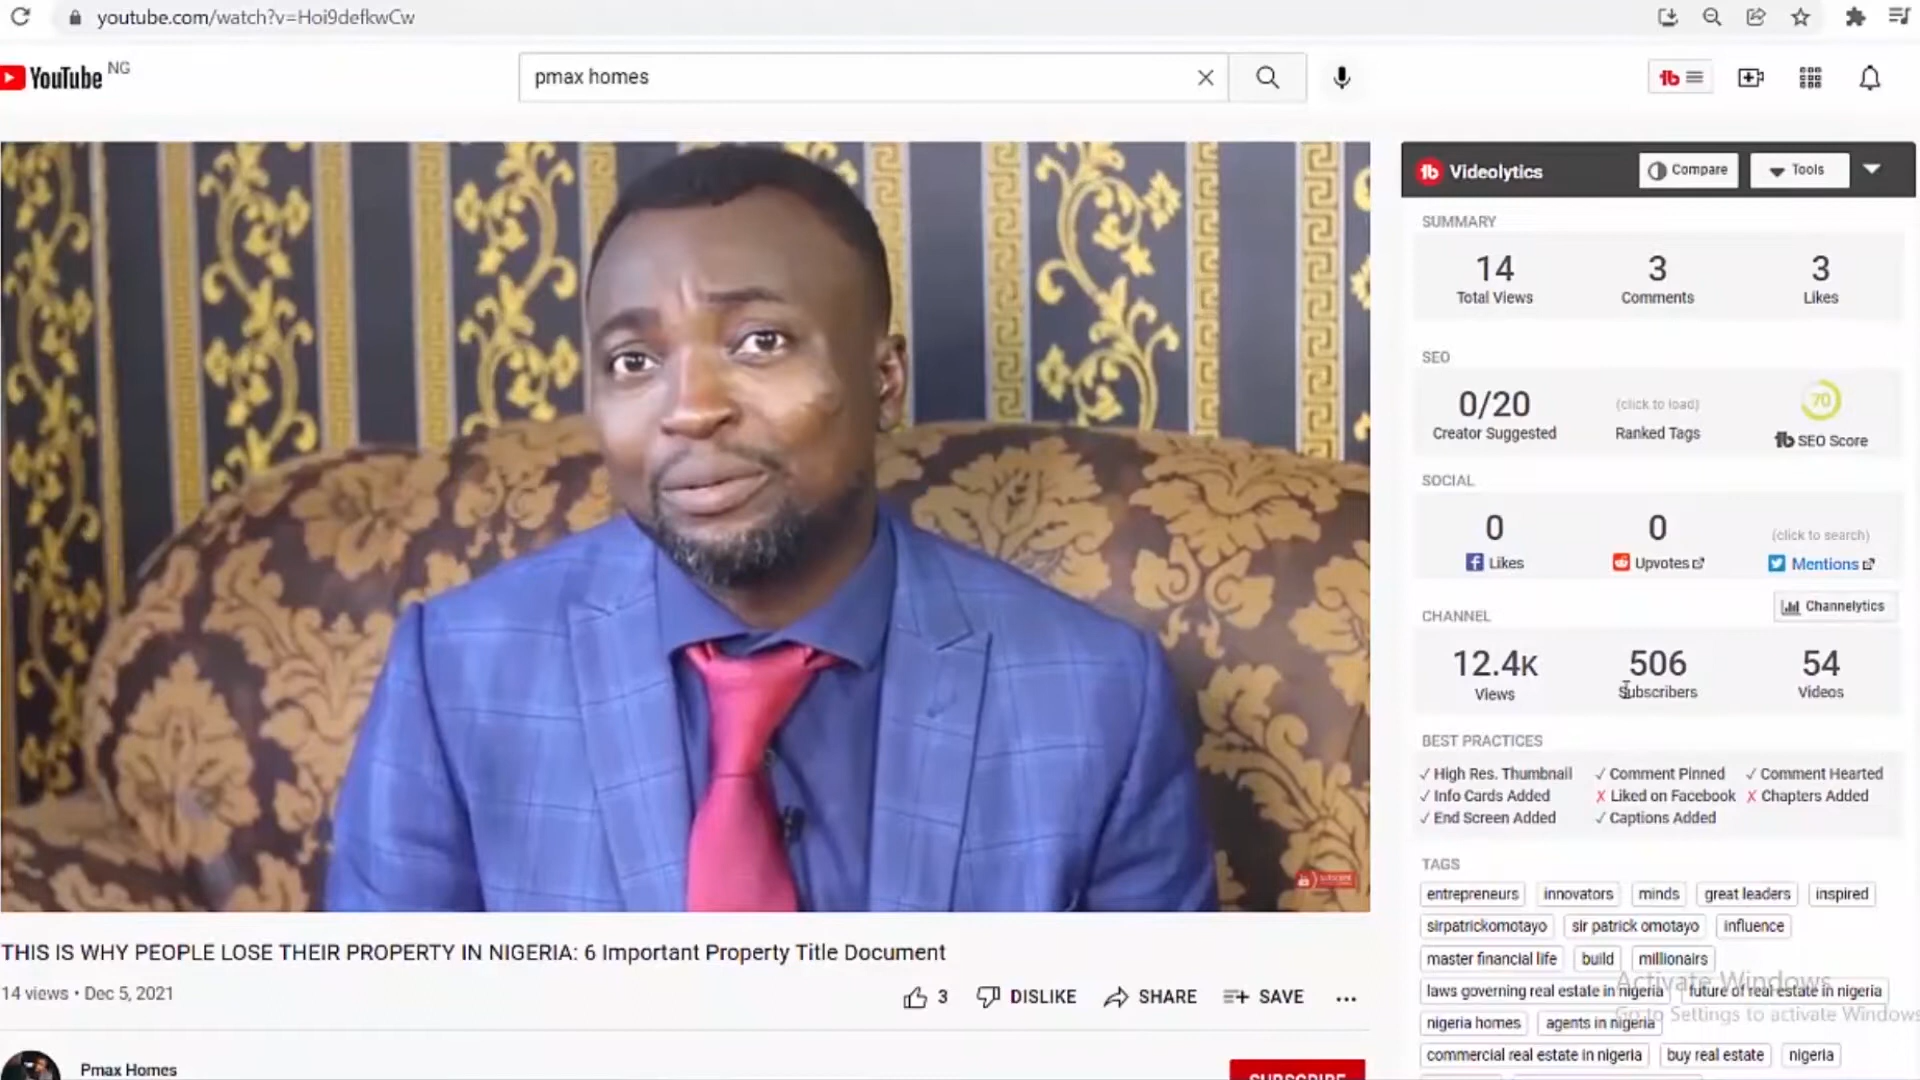 youtube.com/watch?v=Hoi9defkwCw
YouTube NG
pmax homes
Videolytics
Compare
Tools
SUMMARY
14 3 3
Total Views Comments Likes
SEO
0/20 (click to load) 70
Creator Suggested Ranked Tags SEO Score
SOCIAL
0 0 (click to search)
Likes Upvotes Mentions
CHANNEL Channelytics
12.4K 506 54
Views Subscribers Videos
BEST PRACTICES
✓ High Res. Thumbnail ✓ Comment Pinned ✓ Comment Hearted
✓ Info Cards Added ✗ Liked on Facebook ✗ Chapters Added
✓ End Screen Added ✓ Captions Added
TAGS
entrepreneurs innovators minds great leaders inspired
sirpatrickomotayo sir patrick omotayo influence
master financial life build millionairs
laws governing real estate in nigeria future of real estate in nigeria
nigeria homes agents in nigeria
commercial real estate in nigeria buy real estate nigeria
Activate Windows
Go to Settings to activate Windows
SUBSCRIBE
THIS IS WHY PEOPLE LOSE THEIR PROPERTY IN NIGERIA: 6 Important Property Title Document
14 views • Dec 5, 2021
3 DISLIKE SHARE SAVE
Pmax Homes
SUBSCRIBE